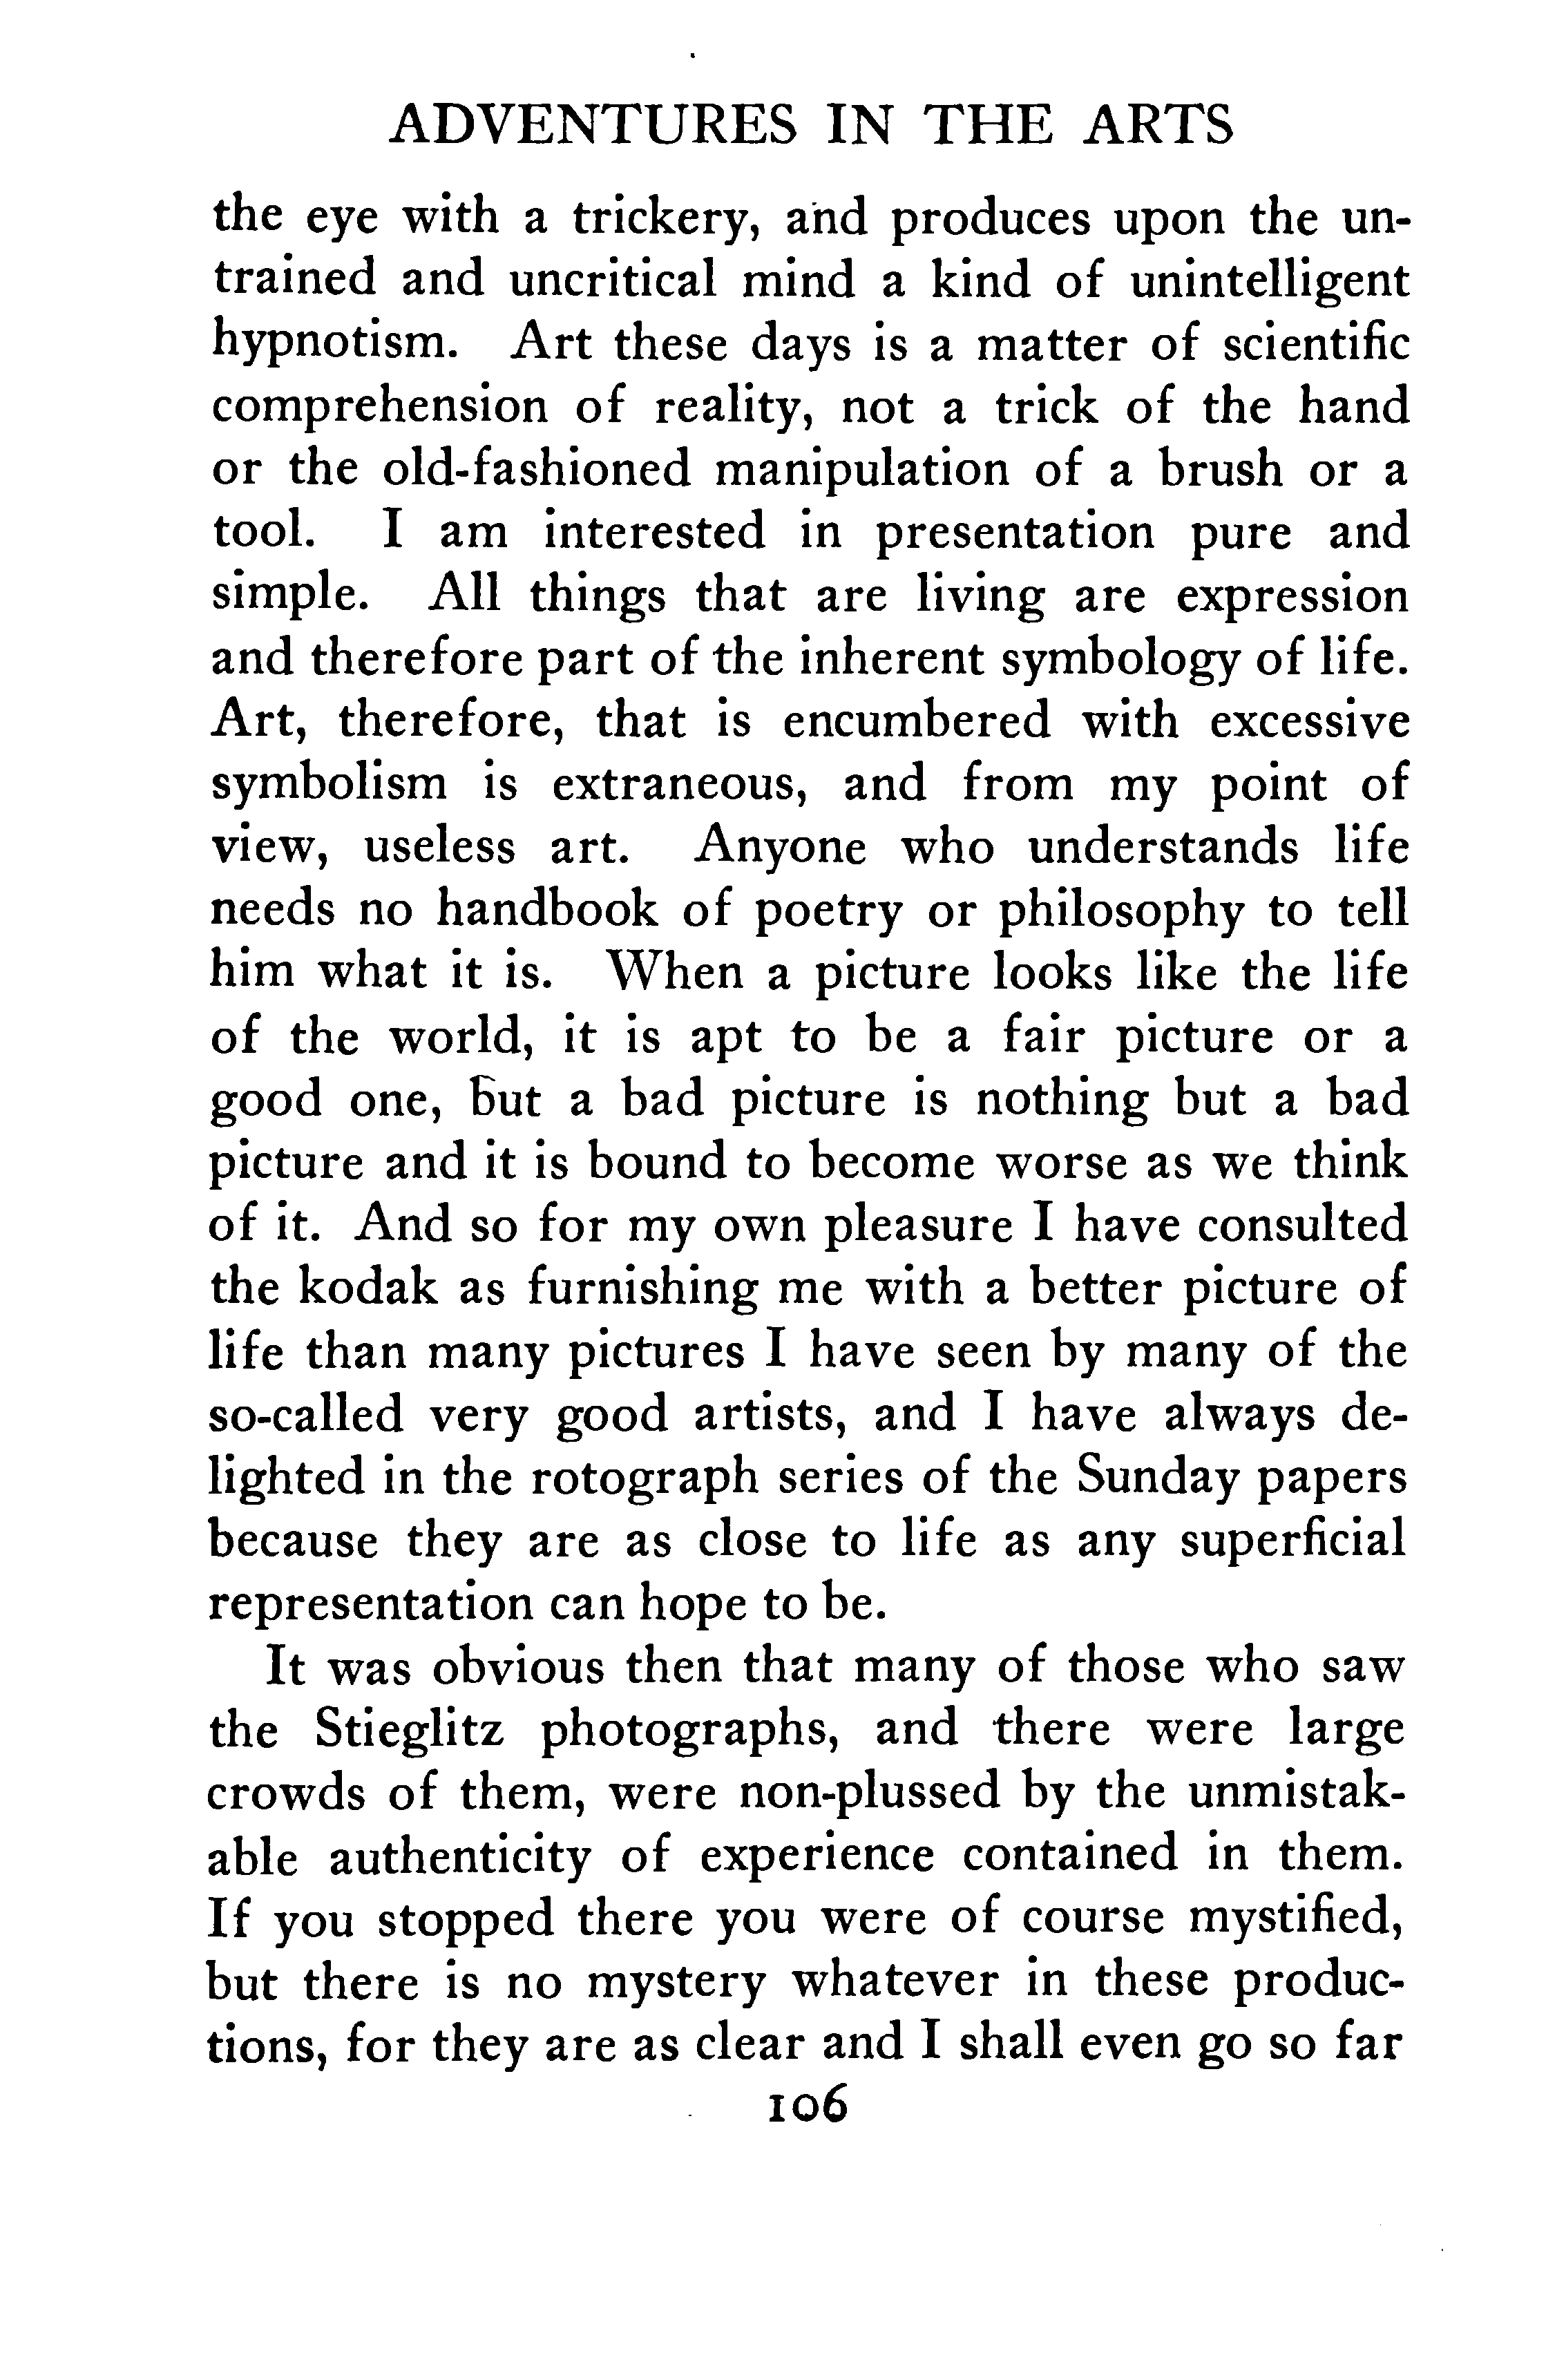 ADVENTURES IN THE ARTS
the eye with a trickery, and produces upon the un-
trained and uncritical mind a kind of unintelligent
hypnotism. Art these days is a matter of scientific
comprehension of reality, not a trick of the hand
or the old-fashioned manipulation of a brush or a
tool. I am interested in presentation pure and
simple. All things that are living are expression
and therefore part of the inherent symbology of life.
Art, therefore, that is encumbered with excessive
symbolism is extraneous, and from my point of
view, useless art. Anyone who understands life
needs no handbook of poetry or philosophy to tell
him what it is. When a picture looks like the life
of the world, it is apt to be a fair picture or a
good one, but a bad picture is nothing but a bad
picture and it is bound to become worse as we think
of it. And so for my own pleasure I have consulted
the kodak as furnishing me with a better picture of
life than many pictures I have seen by many of the
so-called very good artists, and I have always de-
lighted in the rotograph series of the Sunday papers
because they are as close to life as any superficial
representation can hope to be.
It was obvious then that many of those who saw
the Stieglitz photographs, and there were large
crowds of them, were non-plussed by the unmistak-
able authenticity of experience contained in them.
If you stopped there you were of course mystified,
but there is no mystery whatever in these produc-
tions, for they are as clear and I shall even go so far
106